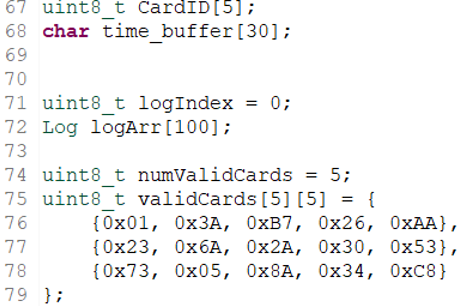 67 uint8_t CardID[5];
68 char time_buffer[30];
69
70
71 uint8_t logIndex = 0;
72 Log logArr[100];
73
74 uint8_t numValidCards = 5;
75 uint8_t validCards[5][5] = {
76     {0x01, 0x3A, 0xB7, 0x26, 0xAA},
77     {0x23, 0x6A, 0x2A, 0x30, 0x53},
78     {0x73, 0x05, 0x8A, 0x34, 0xC8}
79 };